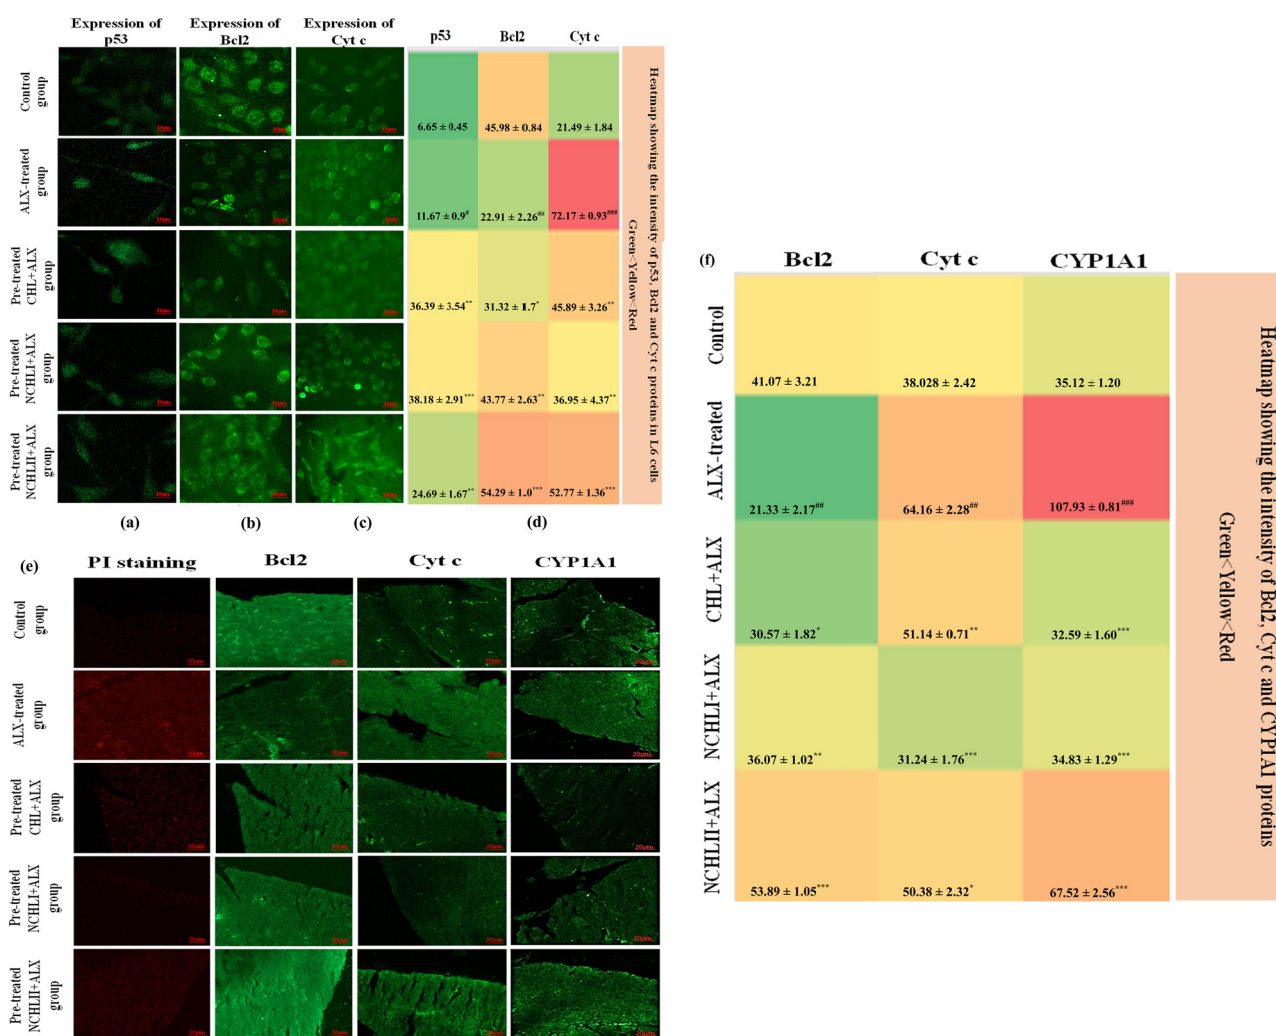 Expression of
p53
Expression of
Bcl2
Expression of
Cyt c
p53
Bcl2
Cyt c
Control
group
6.65 ± 0.45
45.98 ± 0.84
21.49 ± 1.84
ALX-treated
group
11.67 ± 0.9#
22.91 ± 2.26##
72.17 ± 0.93###
Pre-treated
CHL+ALX
group
36.39 ± 3.54**
31.32 ± 1.7*
45.89 ± 3.26**
Pre-treated
NCHLI+ALX
group
38.18 ± 2.91***
43.77 ± 2.63**
36.95 ± 4.37**
Pre-treated
NCHLII+ALX
group
24.69 ± 1.67**
54.29 ± 1.0***
52.77 ± 1.36***
Heatmap showing the intensity of p53, Bcl2 and Cyt c proteins in L6 cells
Green<Yellow<Red
(a)
(b)
(c)
(d)
(e)
PI staining
Bcl2
Cyt c
CYP1A1
Control
group
ALX-treated
group
Pre-treated
CHL+ALX
group
Pre-treated
NCHLI+ALX
group
Pre-treated
NCHLII+ALX
group
(f)
Bcl2
Cyt c
CYP1A1
Control
41.07 ± 3.21
38.028 ± 2.42
35.12 ± 1.20
ALX-treated
21.33 ± 2.17##
64.16 ± 2.28##
107.93 ± 0.81###
CHL+ALX
30.57 ± 1.82*
51.14 ± 0.71**
32.59 ± 1.60***
NCHLI+ALX
36.07 ± 1.02**
31.24 ± 1.76***
34.83 ± 1.29***
NCHLII+ALX
53.89 ± 1.05***
50.38 ± 2.32*
67.52 ± 2.56***
Heatmap showing the intensity of Bcl2, Cyt c and CYP1A1 proteins
Green<Yellow<Red